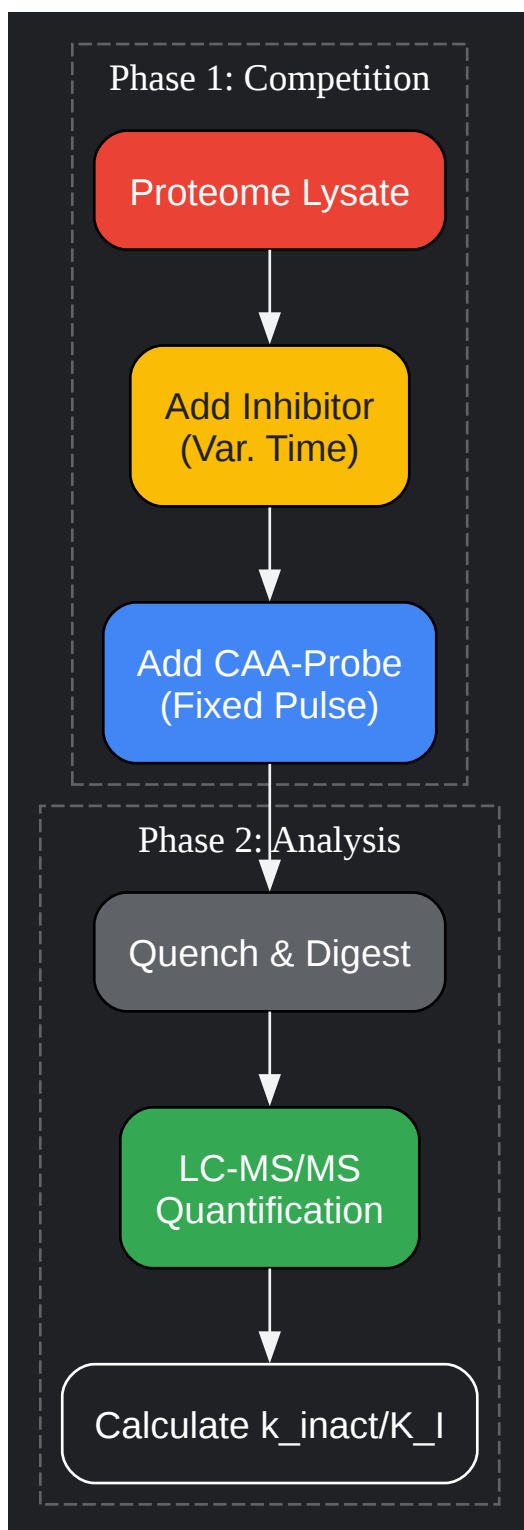 Phase 1: Competition
Proteome Lysate
Add Inhibitor
(Var. Time)
Add CAA-Probe
(Fixed Pulse)
Phase 2: Analysis
Quench & Digest
LC-MS/MS
Quantification
Calculate k_inact/K_I